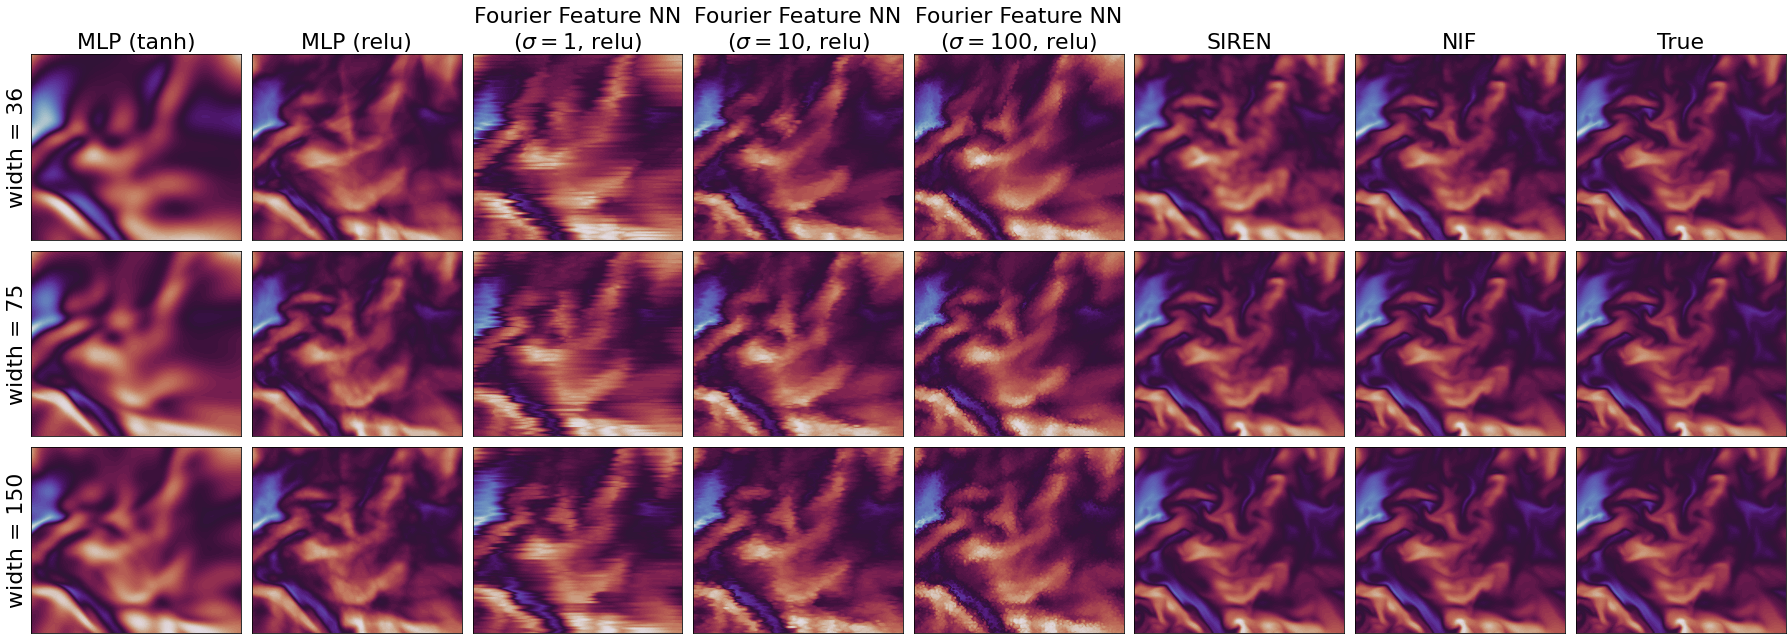 MLP (tanh)
MLP (relu)
Fourier Feature NN
(σ = 1, relu)
Fourier Feature NN
(σ = 10, relu)
Fourier Feature NN
(σ = 100, relu)
SIREN
NIF
True
width = 36
width = 75
width = 150